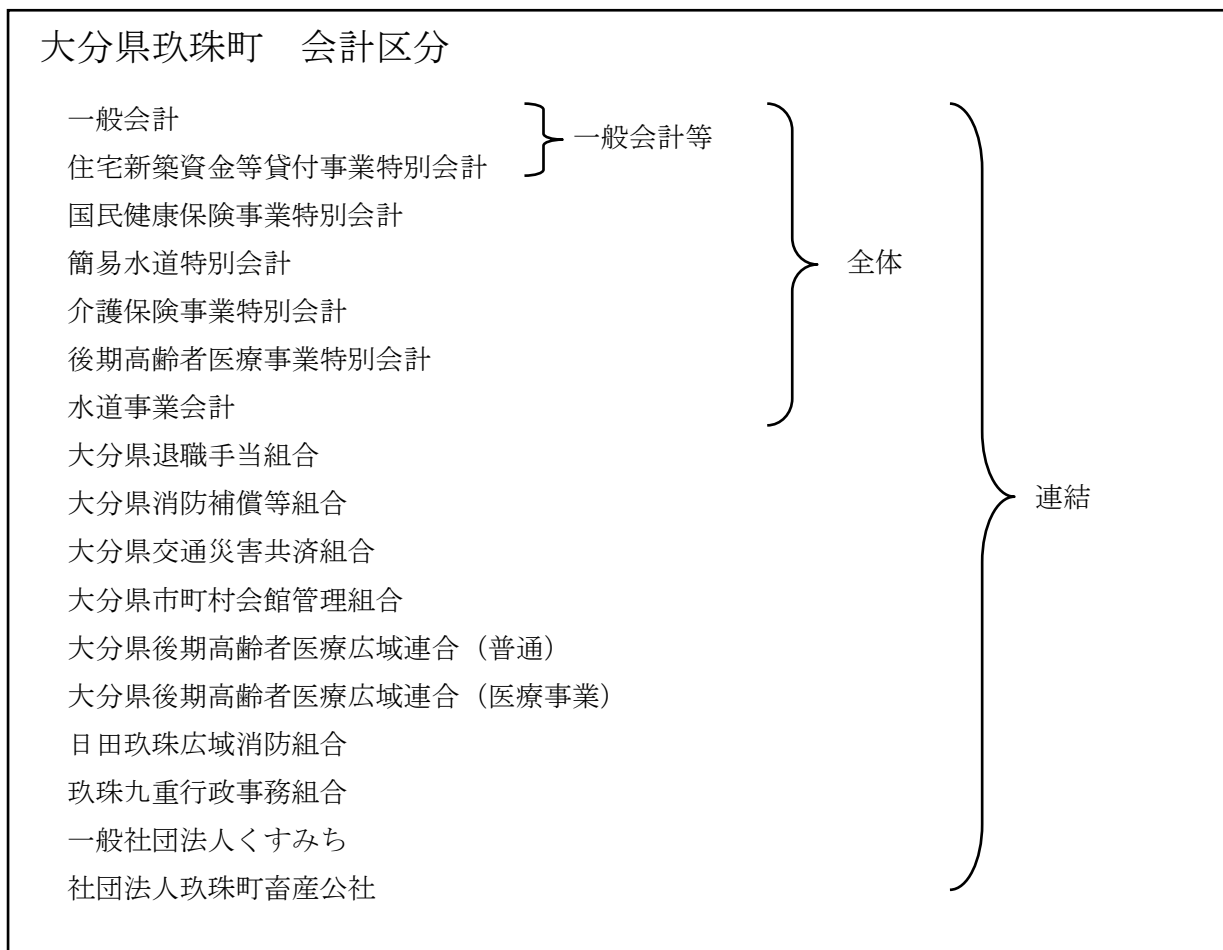 大分県玖珠町　会計区分
一般会計
一般会計等
住宅新築資金等貸付事業特別会計
国民健康保険事業特別会計
簡易水道特別会計
全体
介護保険事業特別会計
後期高齢者医療事業特別会計
水道事業会計
大分県退職手当組合
大分県消防補償等組合
連結
大分県交通災害共済組合
大分県市町村会館管理組合
大分県後期高齢者医療広域連合（普通）
大分県後期高齢者医療広域連合（医療事業）
日田玖珠広域消防組合
玖珠九重行政事務組合
一般社団法人くすみち
社団法人玖珠町畜産公社